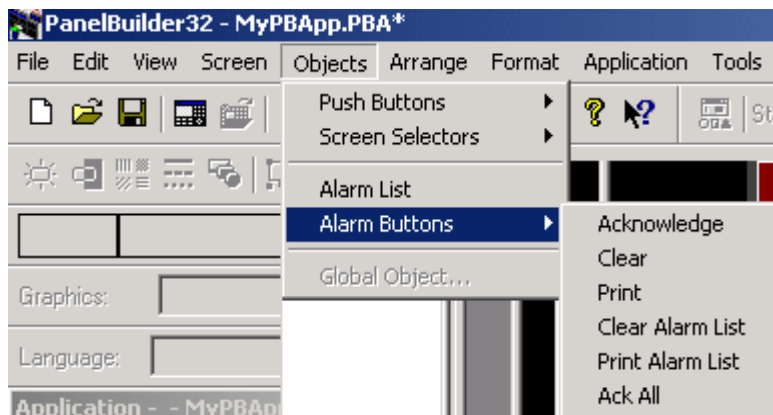 PanelBuilder32 - MyPBApp.PBA*
File Edit View Screen Objects Arrange Format Application Tools
Push Buttons
Screen Selectors
Alarm List
Alarm Buttons
Global Object...
Acknowledge
Clear
Print
Clear Alarm List
Print Alarm List
Ack All
Graphics:
Language:
Application - - MyPBAp